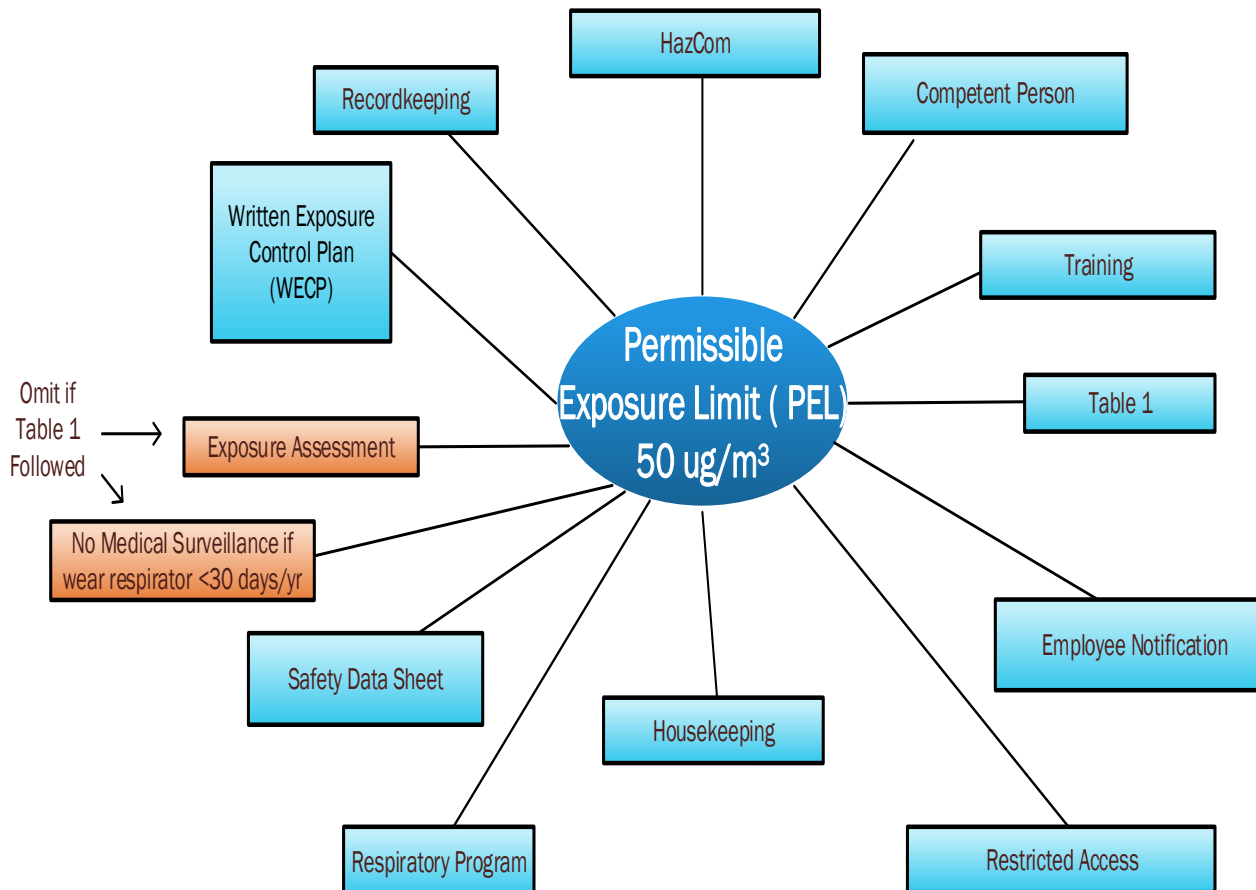 HazCom
Recordkeeping
Competent Person
Written Exposure
Control Plan
(WECP)
Training
Permissible
Exposure Limit ( PEL)
50 ug/m³
Table 1
Omit if
Table 1
Followed
Exposure Assessment
No Medical Surveillance if
wear respirator <30 days/yr
Employee Notification
Safety Data Sheet
Housekeeping
Respiratory Program
Restricted Access